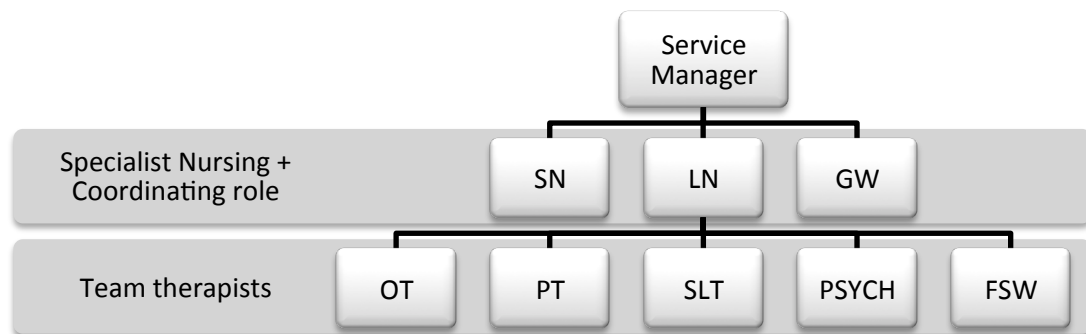 Service
Manager
Specialist Nursing +
Coordinating role
SN
LN
GW
Team therapists
OT
PT
SLT
PSYCH
FSW